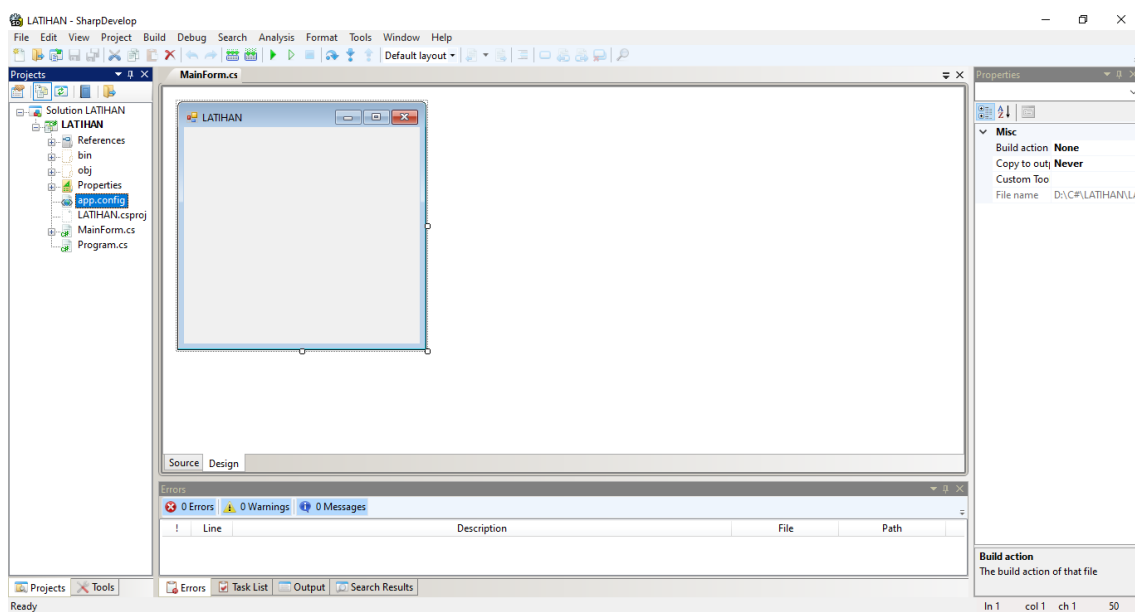 LATIHAN - SharpDevelop
File Edit View Project Build Debug Search Analysis Format Tools Window Help
Default layout
Projects
MainForm.cs
Properties
Solution LATIHAN
LATIHAN
References
bin
obj
Properties
app.config
LATIHAN.csproj
MainForm.cs
Program.cs
LATIHAN
Misc
Build action None
Copy to out Never
Custom Too
File name D:\C#\LATIHAN\L
Source Design
Errors
0 Errors 0 Warnings 0 Messages
! Line Description File Path
Build action
The build action of that file
Projects Tools
Errors Task List Output Search Results
Ready
ln 1 col 1 ch 1 50